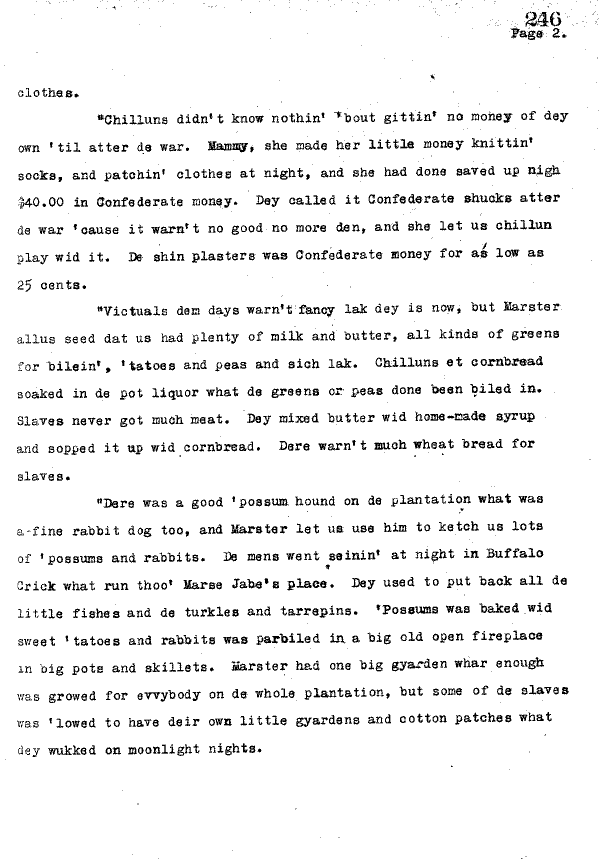 246
Page 2.
clothes.
"Chilluns didn't know nothin' 'bout gittin' no money of dey
own 'til atter de war. Mammy, she made her little money knittin'
socks, and patchin' clothes at night, and she had done saved up nigh
$40.00 in Confederate money. Dey called it Confederate shucks atter
de war 'cause it warn't no good no more den, and she let us chillun
play wid it. De shin plasters was Confederate money for as low as
25 cents.
"Victuals dem days warn't fancy lak dey is now, but Marster
allus seed dat us had plenty of milk and butter, all kinds of greens
for bilein', 'tatoes and peas and sich lak. Chilluns et cornbread
soaked in de pot liquor what de greens or peas done been biled in.
Slaves never got much meat. Dey mixed butter wid home-made syrup
and sopped it up wid cornbread. Dere warn't much wheat bread for
slaves.
"Dere was a good 'possum hound on de plantation what was
a-fine rabbit dog too, and Marster let us use him to ketch us lots
of 'possums and rabbits. De mens went seinin' at night in Buffalo
Crick what run thoo' Marse Jabe's place. Dey used to put back all de
little fishes and de turkles and tarrepins. 'Possums was baked wid
sweet 'tatoes and rabbits was parbiled in a big old open fireplace
in big pots and skillets. Marster had one big gyarden whar enough
was growed for evvybody on de whole plantation, but some of de slaves
was 'lowed to have deir own little gyardens and cotton patches what
dey wukked on moonlight nights.